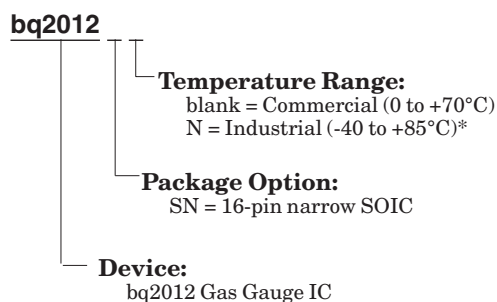 bq2012
Temperature Range:
blank = Commercial (0 to +70°C)
N = Industrial (-40 to +85°C)*
Package Option:
SN = 16-pin narrow SOIC
Device:
bq2012 Gas Gauge IC